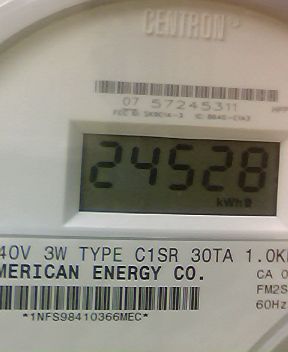 CENTRON®
07 57245311
24528
kWh
40V 3W TYPE C1SR 30TA 1.0K
MERICAN ENERGY CO.
CA 0
FM2S
60Hz
*1NFS98410366MEC*